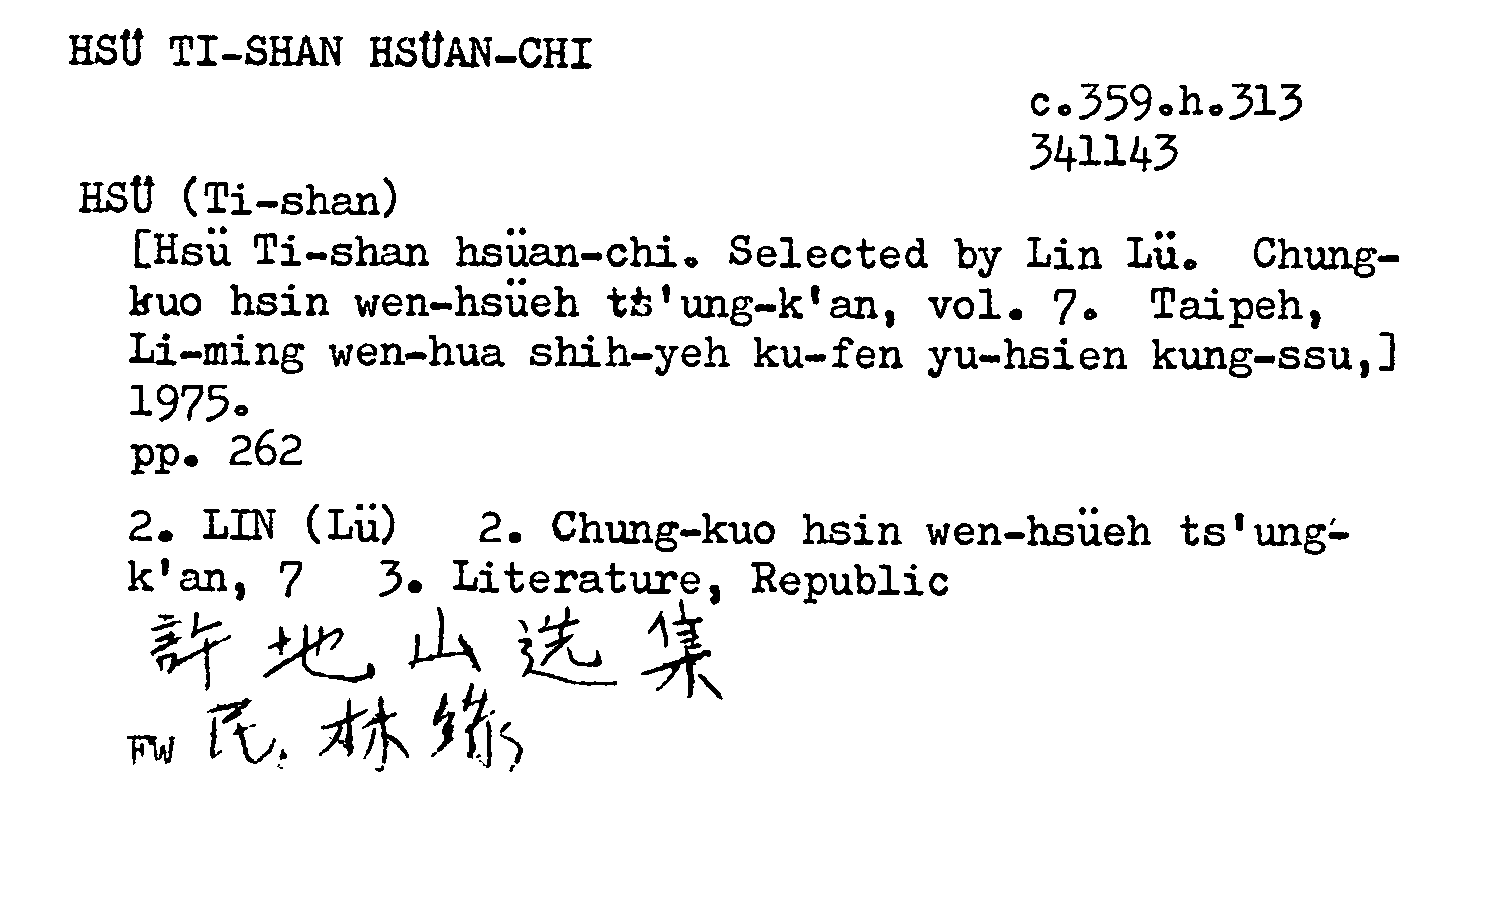 HSÜ TI-SHAN HSÜAN-CHI
c.359.h.313
341143
HSÜ (Ti-shan)
[Hsü Ti-shan hsüan-chi. Selected by Lin Lü. Chung-
kuo hsin wen-hsüeh ts'ung-k'an, vol. 7. Taipeh,
Li-ming wen-hua shih-yeh ku-fen yu-hsien kung-ssu,]
1975.
pp. 262
2. LIN (Lü) 2. Chung-kuo hsin wen-hsüeh ts'ung-
k'an, 7 3. Literature, Republic
許地山选集
FW 民. 林綠